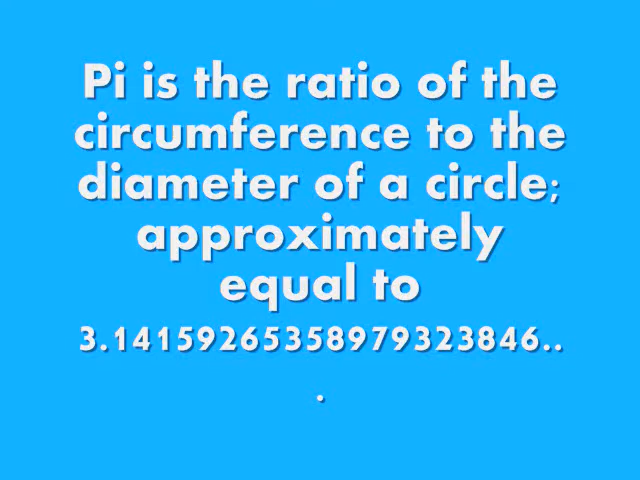 Pi is the ratio of the
circumference to the
diameter of a circle;
approximately
equal to
3.14159265358979323846..
.